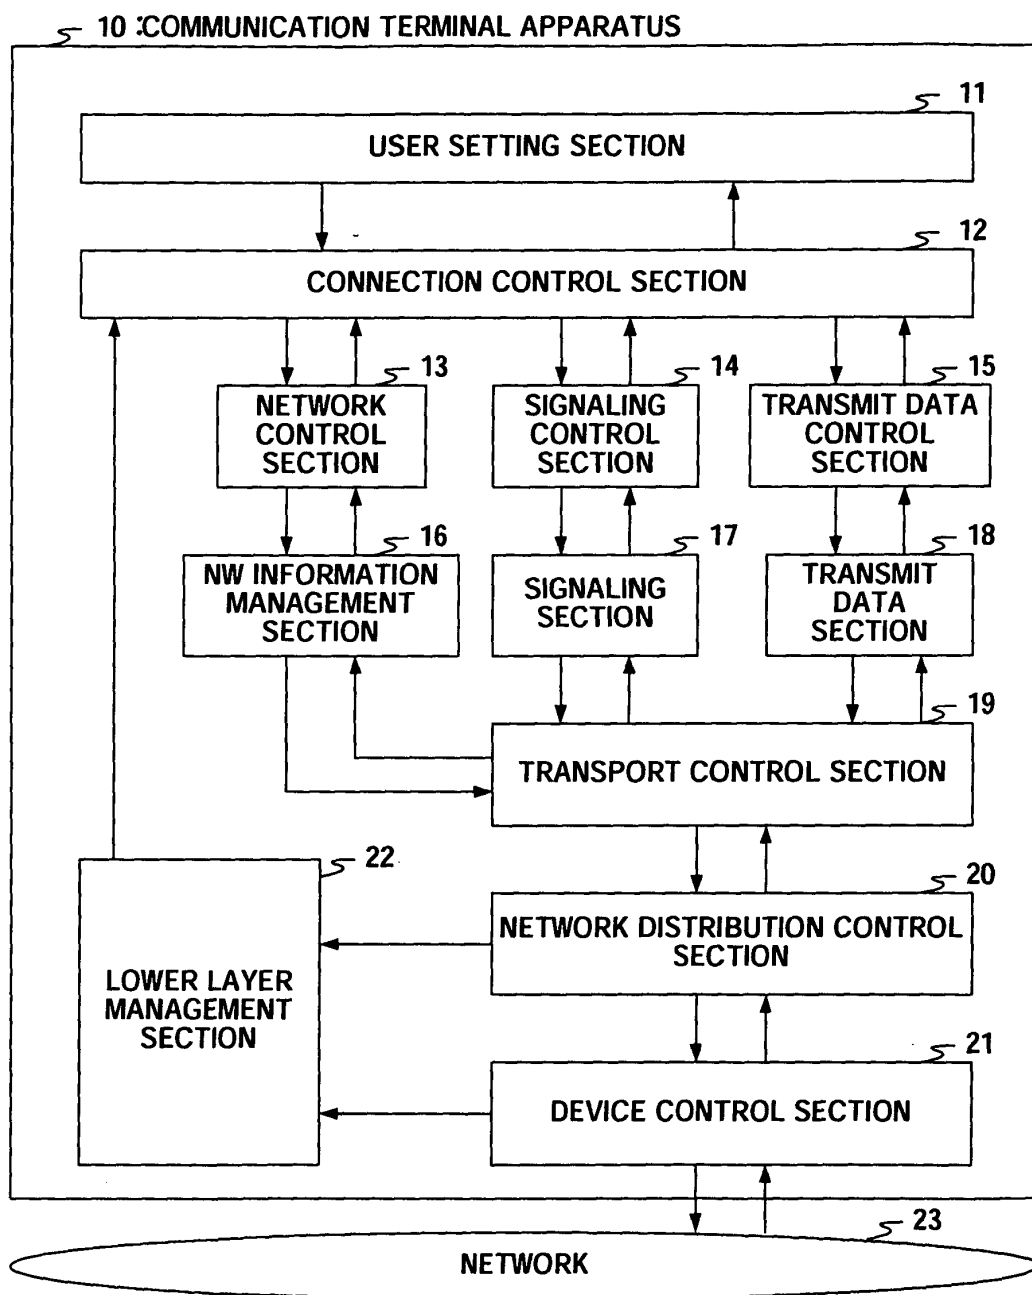 10 :COMMUNICATION TERMINAL APPARATUS
11
USER SETTING SECTION
12
CONNECTION CONTROL SECTION
13
NETWORK
CONTROL
SECTION
14
SIGNALING
CONTROL
SECTION
15
TRANSMIT DATA
CONTROL
SECTION
16
NW INFORMATION
MANAGEMENT
SECTION
17
SIGNALING
SECTION
18
TRANSMIT
DATA
SECTION
19
TRANSPORT CONTROL SECTION
22
LOWER LAYER
MANAGEMENT
SECTION
20
NETWORK DISTRIBUTION CONTROL
SECTION
21
DEVICE CONTROL SECTION
23
NETWORK